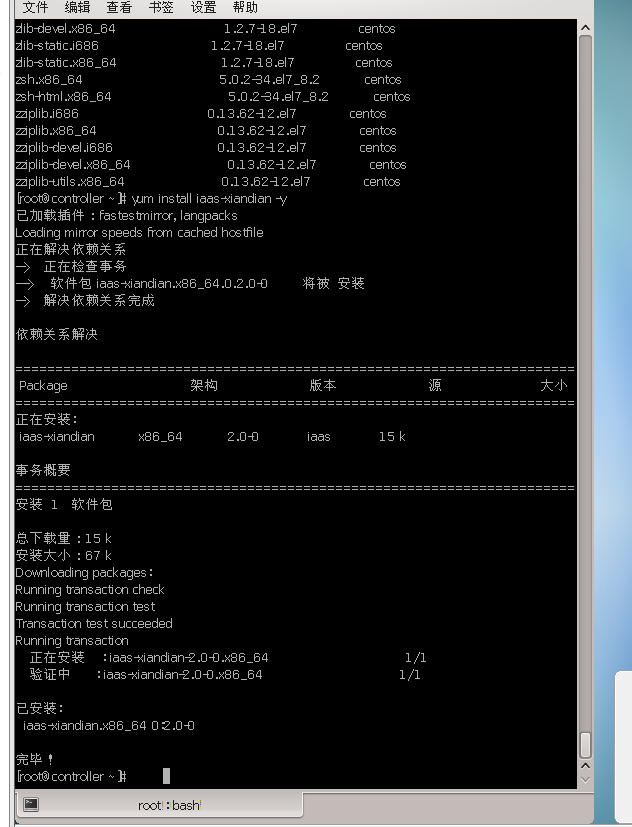 文件 编辑 查看 书签 设置 帮助
zlib-devel.x86_64 1.2.7-18.el7 centos
zlib-static.i686 1.2.7-18.el7 centos
zlib-static.x86_64 1.2.7-18.el7 centos
zsh.x86_64 5.0.2-34.el7_8.2 centos
zsh-html.x86_64 5.0.2-34.el7_8.2 centos
zziplib.i686 0.13.62-12.el7 centos
zziplib.x86_64 0.13.62-12.el7 centos
zziplib-devel.i686 0.13.62-12.el7 centos
zziplib-devel.x86_64 0.13.62-12.el7 centos
zziplib-utils.x86_64 0.13.62-12.el7 centos
[root@controller ~]# yum install iaas-xiandian -y
已加载插件：fastestmirror, langpacks
Loading mirror speeds from cached hostfile
正在解决依赖关系
--> 正在检查事务
---> 软件包 iaas-xiandian.x86_64.0.2.0-0 将被 安装
--> 解决依赖关系完成
依赖关系解决
================================================================================
Package 架构 版本 源 大小
================================================================================
正在安装:
iaas-xiandian x86_64 2.0-0 iaas 15 k
事务概要
================================================================================
安装 1 软件包
总下载量：15 k
安装大小：67 k
Downloading packages:
Running transaction check
Running transaction test
Transaction test succeeded
Running transaction
正在安装 : iaas-xiandian-2.0-0.x86_64 1/1
验证中 : iaas-xiandian-2.0-0.x86_64 1/1
已安装:
iaas-xiandian.x86_64 0:2.0-0
完毕！
[root@controller ~]#
root : bash